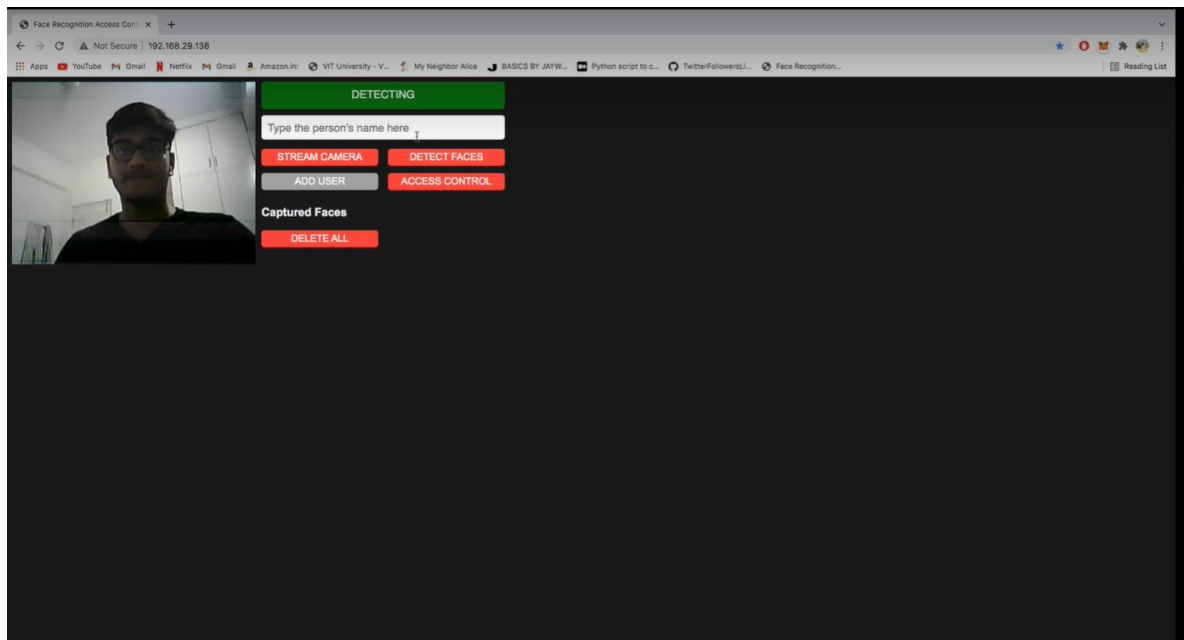 Face Recognition Access Cont
Not Secure | 192.168.29.138
Apps YouTube Gmail Netflix Gmail Amazon.in: VIT University - V... My Neighbor Alice BASICS BY JAYW... Python script to c... TwitterFollowersLi... Face Recognition... Reading List
DETECTING
Type the person's name here
STREAM CAMERA DETECT FACES
ADD USER ACCESS CONTROL
Captured Faces
DELETE ALL